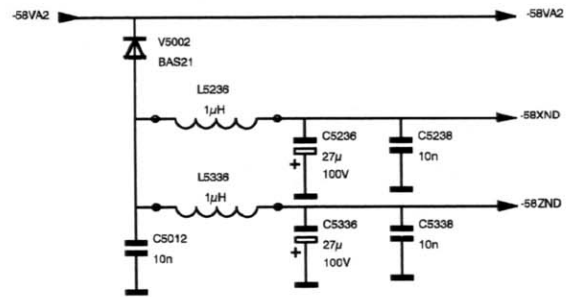 -58VA2
-58VA2
V5002
BAS21
L5236
1µH
-58XND
C5236
27µ
100V
+
C5238
10n
L5336
1µH
-58ZND
C5336
27µ
100V
+
C5338
10n
C5012
10n